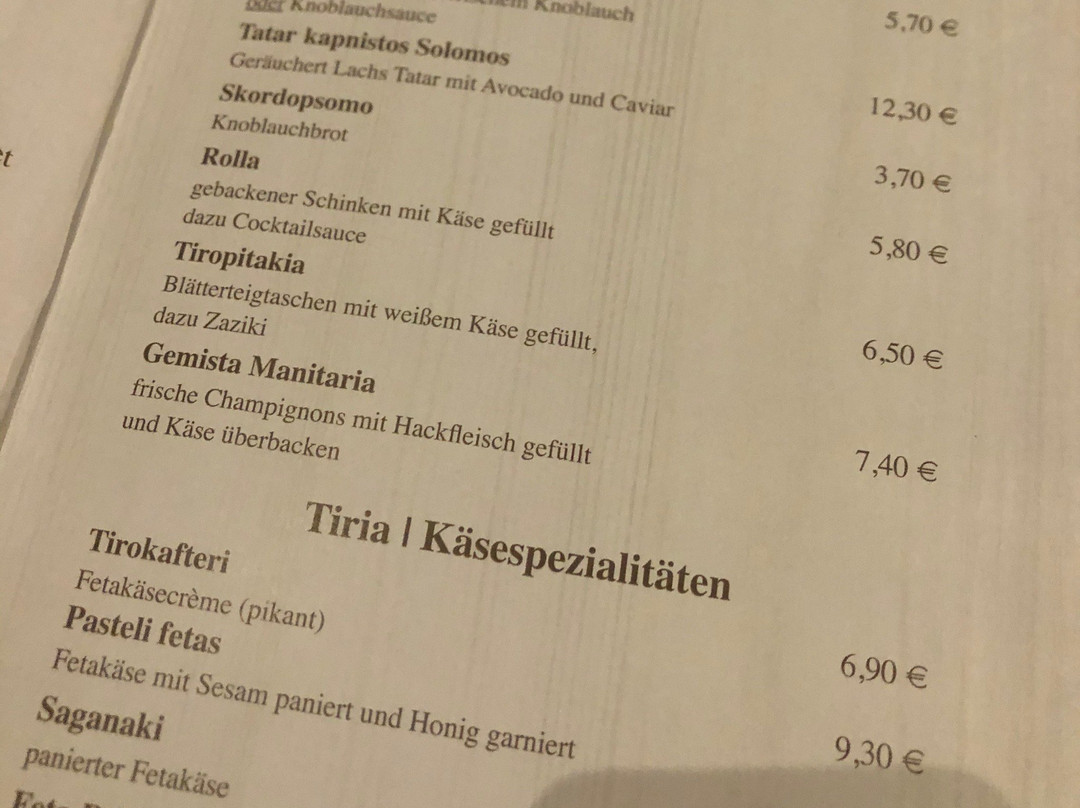 Knoblauch
oder Knoblauchsauce 5,70 €
Tatar kapnistos Solomos
Geräuchert Lachs Tatar mit Avocado und Caviar 12,30 €
Skordopsomo
Knoblauchbrot 3,70 €
Rolla
gebackener Schinken mit Käse gefüllt
dazu Cocktailsauce 5,80 €
Tiropitakia
Blätterteigtaschen mit weißem Käse gefüllt,
dazu Zaziki 6,50 €
Gemista Manitaria
frische Champignons mit Hackfleisch gefüllt
und Käse überbacken 7,40 €
Tiria | Käsespezialitäten
Tirokafteri
Fetakäsecrème (pikant) 6,90 €
Pasteli fetas
Fetakäse mit Sesam paniert und Honig garniert 9,30 €
Saganaki
panierter Fetakäse